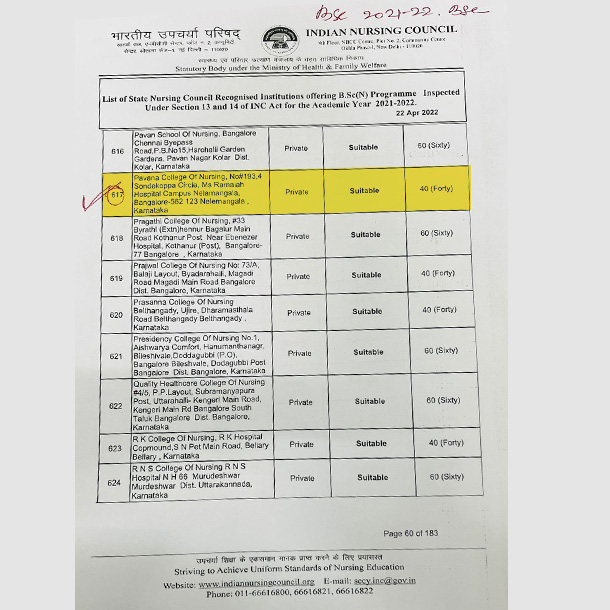 BSc 2021-22. BSc
भारतीय उपचर्या परिषद्
INDIAN NURSING COUNCIL
8th Floor, NBCC Centre, Plot No. 2, Community Centre
Okhla Phase-I, New Delhi - 110020
Statutory Body under the Ministry of Health & Family Welfare
List of State Nursing Council Recognised Institutions offering B.Sc(N) Programme Inspected
Under Section 13 and 14 of INC Act for the Academic Year 2021-2022.
22 Apr 2022
616 Pavan School Of Nursing, Bangalore Private Suitable 60 (Sixty)
Chennai Byepass
Road,P.B.No15,Harohalli Garden
Gardens, Pavan Nagar Kolar Dist.
Kolar, Karnataka
617 Pavana College Of Nursing, No#193,4 Private Suitable 40 (Forty)
Sondekoppa Circle, Ms Ramaiah
Hospital Campus Nelamangala,
Bangalore-562 123 Nelemangala ,
Karnataka
618 Pragathi College Of Nursing, #33 Private Suitable 60 (Sixty)
Byrathi (Extn)hennur Bagalur Main
Road Kothanur Post Near Ebenezer
Hospital, Kothanur (Post), Bangalore-
77 Bangalore , Karnataka
619 Prajwal College Of Nursing No: 73/A, Private Suitable 40 (Forty)
Balaji Layout, Byadarahalli, Magadi
Road Magadi Main Road Bangalore
Dist. Bangalore, Karnataka
620 Prasanna College Of Nursing Private Suitable 40 (Forty)
Belthangady, Ujire, Dharamasthala
Road Belthangady Belthangady ,
Karnataka
621 Presidency College Of Nursing No.1, Private Suitable 60 (Sixty)
Aishwarya Comfort, Hanumanthanagr,
Bileshivale,Doddagubbi (P.O),
Bangalore Bileshvale, Dodagubbi Post
Bangalore Dist. Bangalore, Karnataka
622 Quality Healthcare College Of Nursing Private Suitable 60 (Sixty)
#4/5, P.P.Layout, Subramanyapura
Post, Uttarahalli- Kengeri Main Road,
Kengeri Main Rd Bangalore South
Taluk Bangalore Dist. Bangalore,
Karnataka
623 R K College Of Nursing, R K Hospital Private Suitable 40 (Forty)
Copmound,S N Pet Main Road, Bellary
Bellary , Karnataka
624 R N S College Of Nursing R N S Private Suitable 60 (Sixty)
Hospital N H 66 Murudeshwar
Murdeshwar Dist. Uttarakannada,
Karnataka
Page 60 of 183
उपचर्या शिक्षा के एकसमान मानक प्राप्त करने के लिए प्रयासरत
Striving to Achieve Uniform Standards of Nursing Education
Website: www.indiannursingcouncil.org E-mail: secy.inc@gov.in
Phone: 011-66616800, 66616821, 66616822